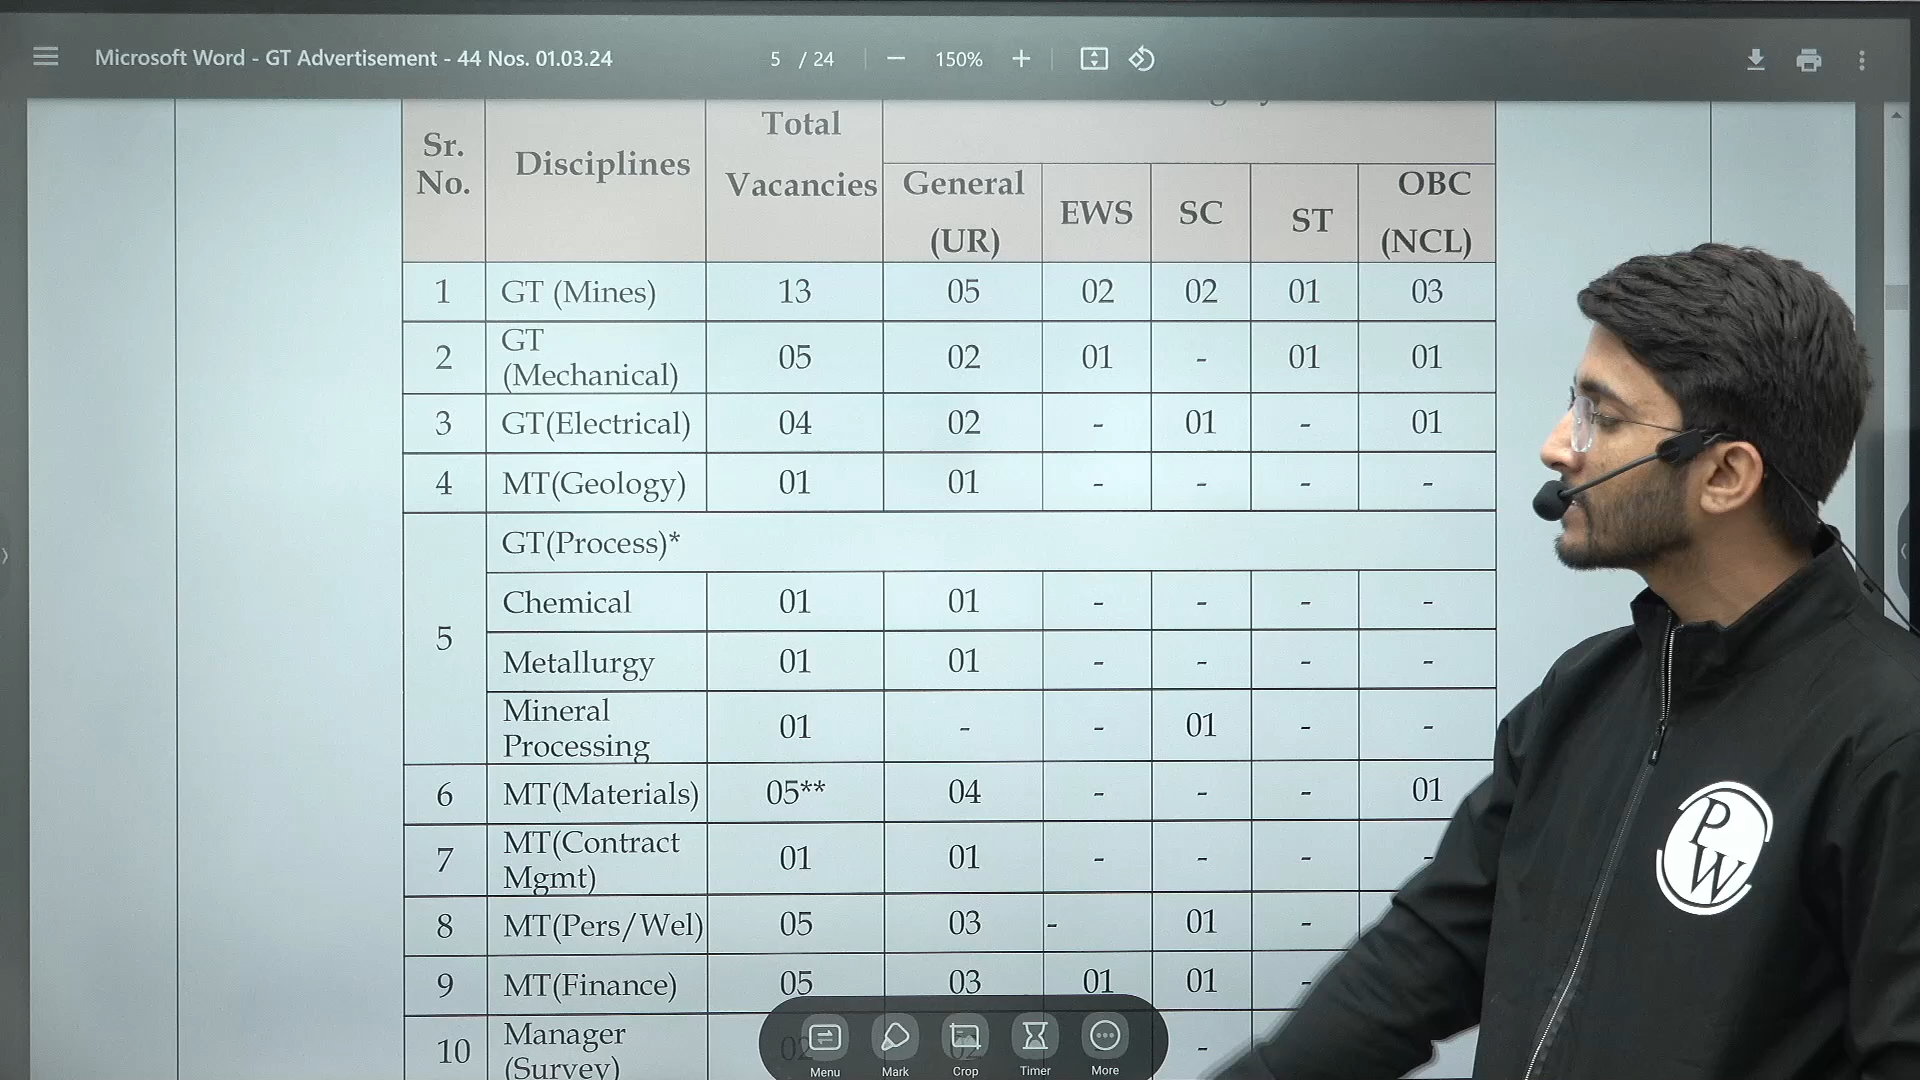 Microsoft Word - GT Advertisement - 44 Nos. 01.03.24
5 / 24
150%
Sr. No.
Disciplines
Total Vacancies
General (UR)
EWS
SC
ST
OBC (NCL)
1 GT (Mines) 13 05 02 02 01 03
2 GT (Mechanical) 05 02 01 - 01 01
3 GT(Electrical) 04 02 - 01 - 01
4 MT(Geology) 01 01 - - - -
5 GT(Process)*
Chemical 01 01 - - - -
Metallurgy 01 01 - - - -
Mineral Processing 01 - - 01 - -
6 MT(Materials) 05** 04 - - - 01
7 MT(Contract Mgmt) 01 01 - - - -
8 MT(Pers/Wel) 05 03 - 01 -
9 MT(Finance) 05 03 01 01 -
10 Manager (Survey) 02 02 -
Menu
Mark
Crop
Timer
More
P
W